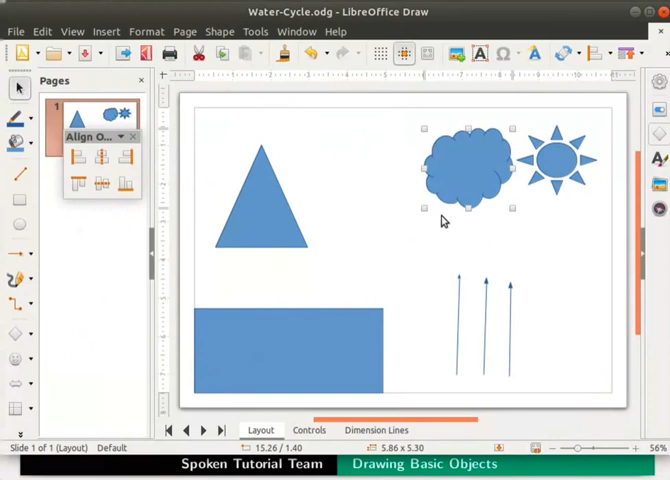 Water-Cycle.odg - LibreOffice Draw
File Edit View Insert Format Page Shape Tools Window Help
Pages
1
Align O...
Layout Controls Dimension Lines
Slide 1 of 1 (Layout) Default 15.26 / 1.40 5.86 x 5.30 56%
Spoken Tutorial Team Drawing Basic Objects